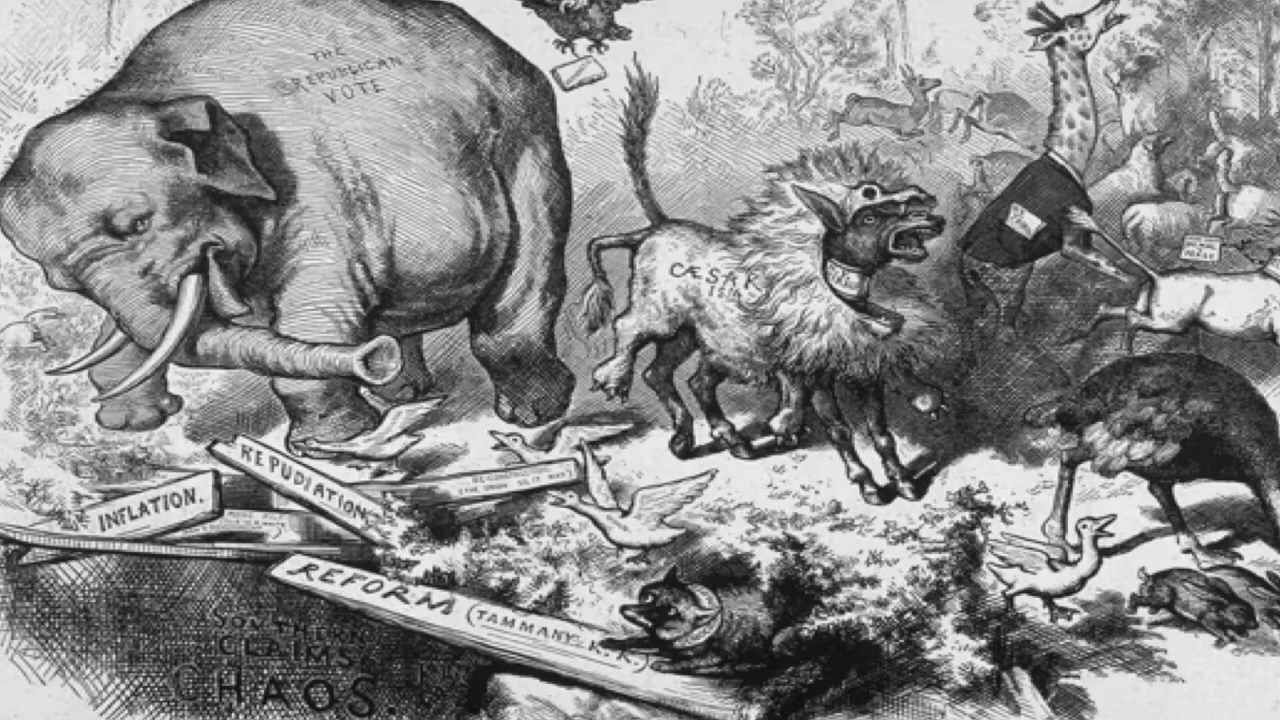 THE
REPUBLICAN
VOTE
CÆSAR
INFLATION.
REPUDIATION.
REFORM (TAMMANY. K.K.)
SOUTHERN
CLAIMS.
CHAOS.